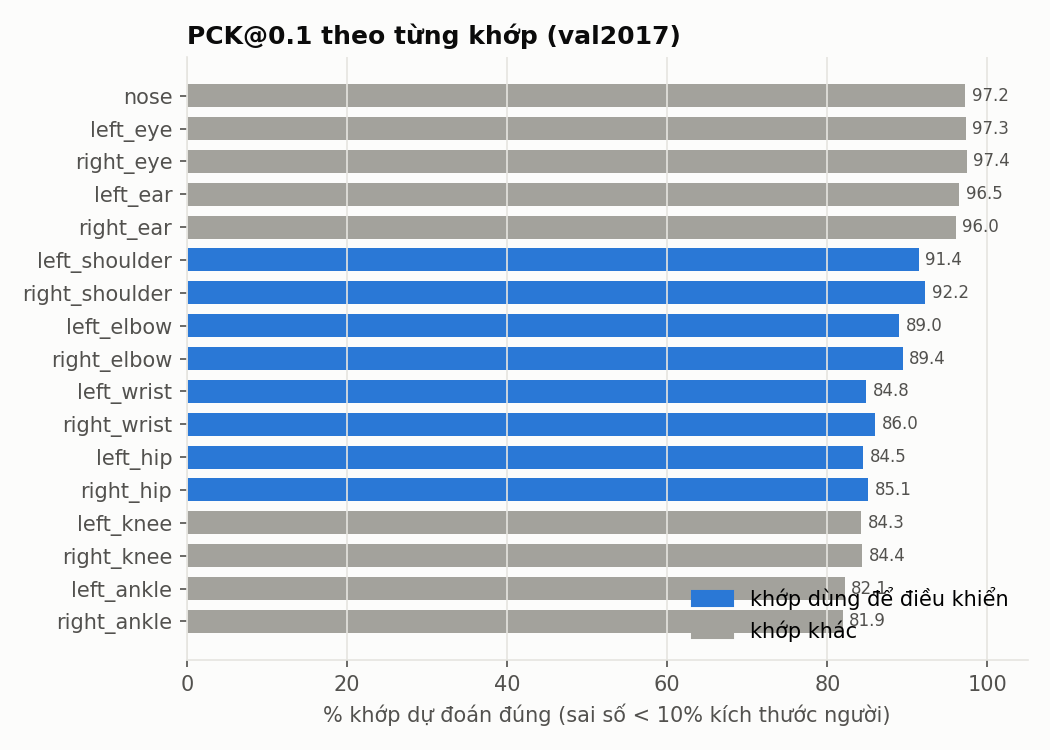 PCK@0.1 theo từng khớp (val2017)
nose 97.2
left_eye 97.3
right_eye 97.4
left_ear 96.5
right_ear 96.0
left_shoulder 91.4
right_shoulder 92.2
left_elbow 89.0
right_elbow 89.4
left_wrist 84.8
right_wrist 86.0
left_hip 84.5
right_hip 85.1
left_knee 84.3
right_knee 84.4
left_ankle 82.1
khớp dùng để điều khiển
right_ankle 81.9
khớp khác
0 20 40 60 80 100
% khớp dự đoán đúng (sai số < 10% kích thước người)